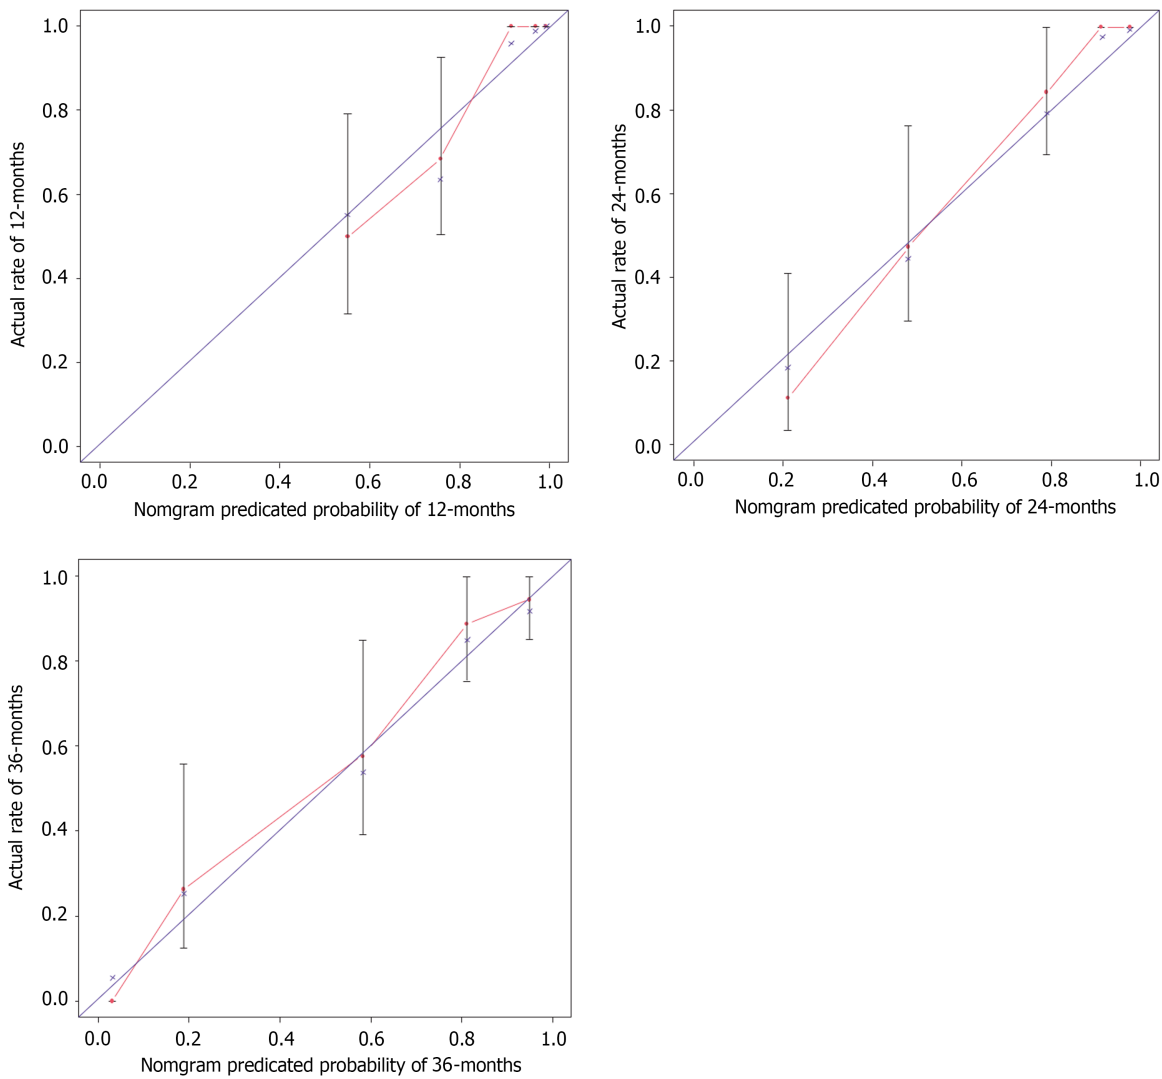 1.0
0.8
0.6
0.4
0.2
0.0
Actual rate of 12-months
0.0 0.2 0.4 0.6 0.8 1.0
Nomgram predicated probability of 12-months
1.0
0.8
0.6
0.4
0.2
0.0
Actual rate of 24-months
0.0 0.2 0.4 0.6 0.8 1.0
Nomgram predicated probability of 24-months
1.0
0.8
0.6
0.4
0.2
0.0
Actual rate of 36-months
0.0 0.2 0.4 0.6 0.8 1.0
Nomgram predicated probability of 36-months